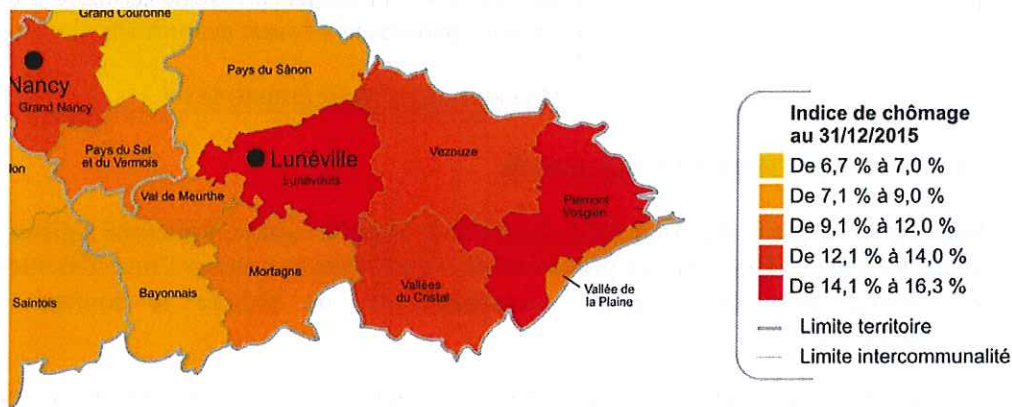 Grand Couronné
Nancy
Grand Nancy
Pays du Sânon
Pays du Sel
et du Vermois
Lunéville
Lunévillois
Vezouze
Val de Meurthe
Piémont
Vosgien
Mortagne
Vallées
du Cristal
Vallée de
la Plaine
Saintois
Bayonnais
Indice de chômage
au 31/12/2015
De 6,7 % à 7,0 %
De 7,1 % à 9,0 %
De 9,1 % à 12,0 %
De 12,1 % à 14,0 %
De 14,1 % à 16,3 %
Limite territoire
Limite intercommunalité